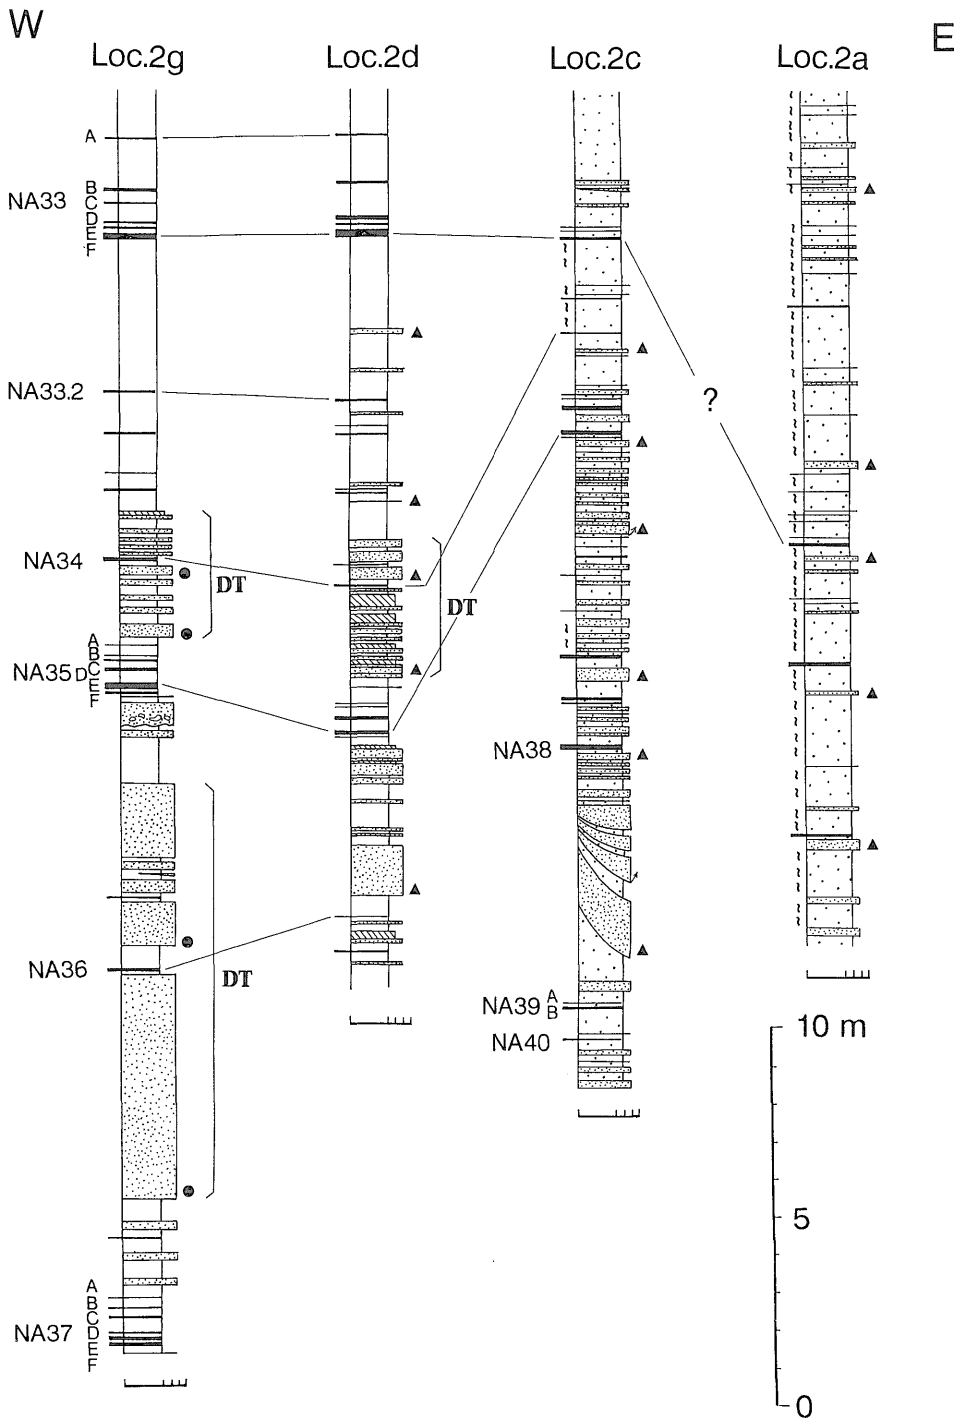 W
E
Loc.2g
Loc.2d
Loc.2c
Loc.2a
A
B
NA33 C
D
E
F
NA33.2
?
NA34
DT
DT
A
B
NA35 C
D
E
F
NA38
NA36
DT
NA39 A
B
NA40
10 m
5
A
B
C
NA37 D
E
F
0